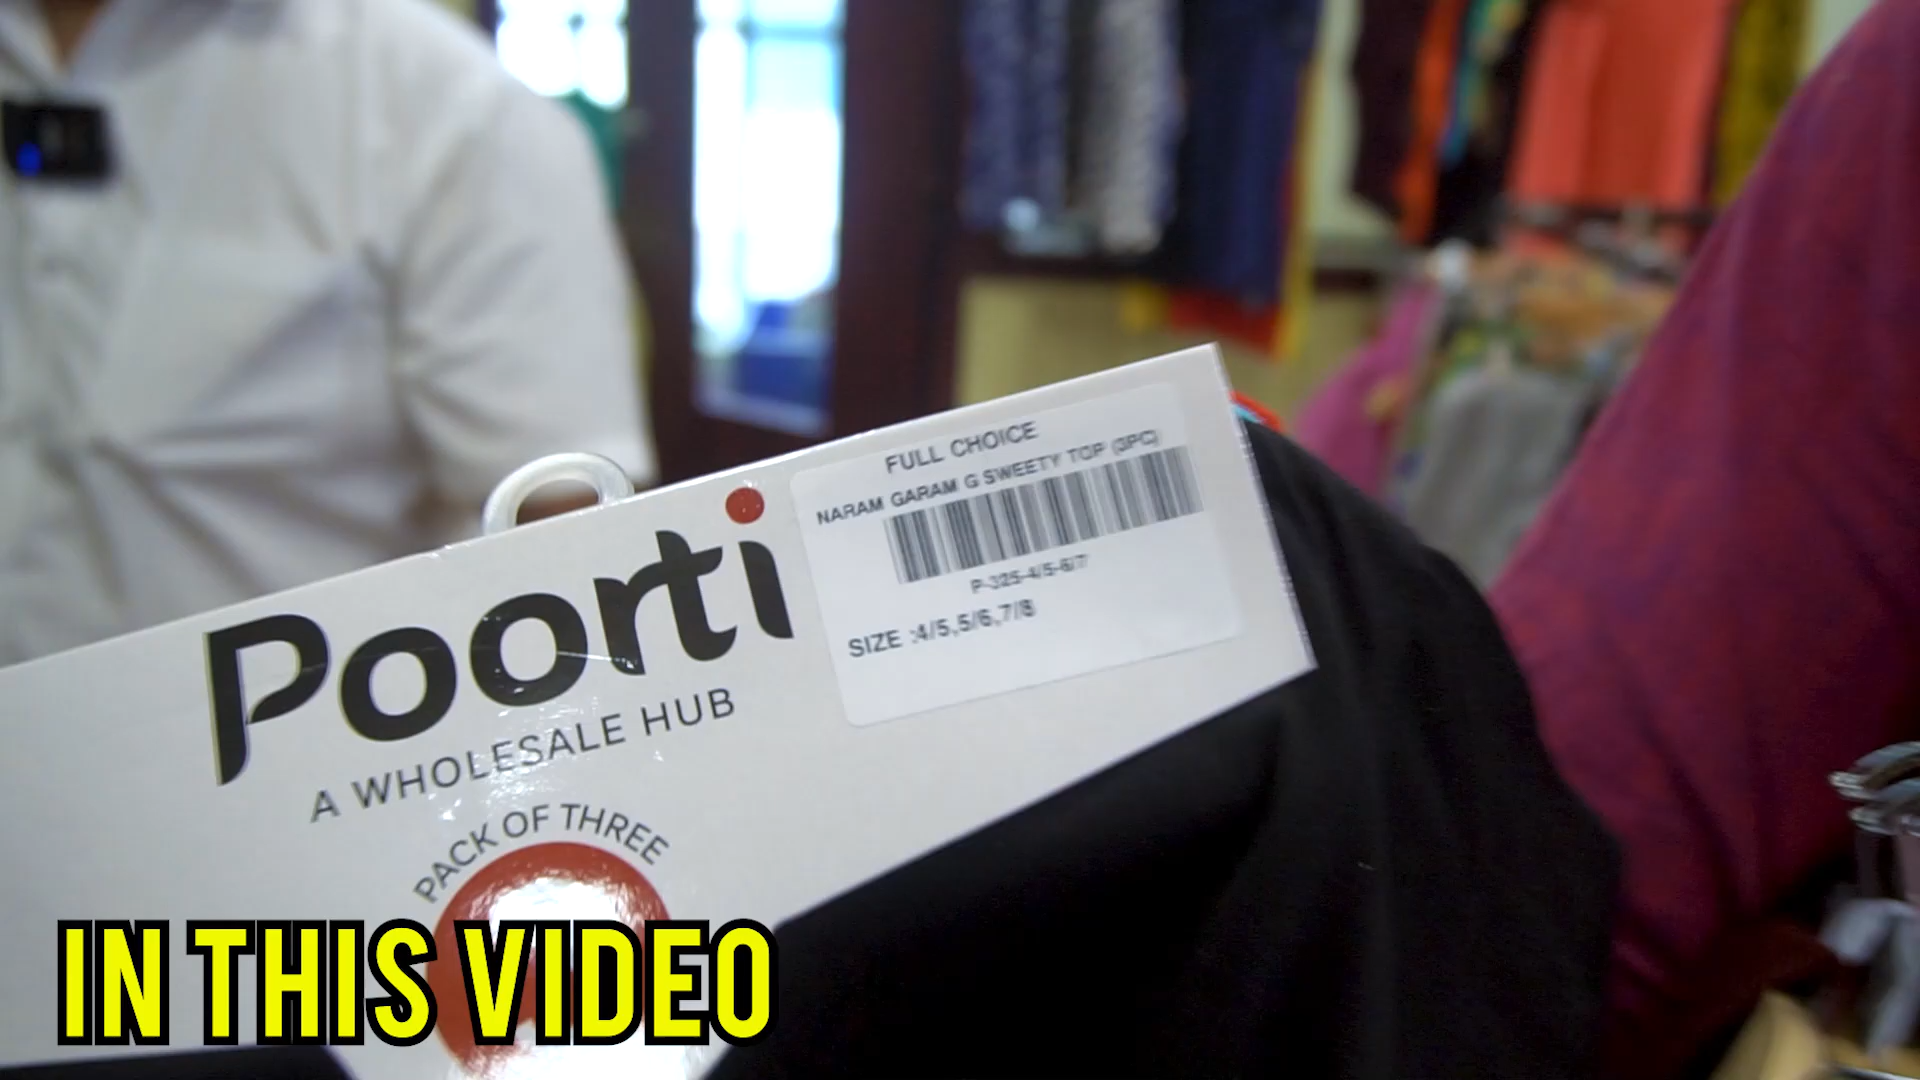 FULL CHOICE
NARAM GARAM G SWEETY TOP (3PC)
P-325-4/5-6/7
SIZE :4/5,5/6,7/8
Poorti
A WHOLESALE HUB
PACK OF THREE
IN THIS VIDEO